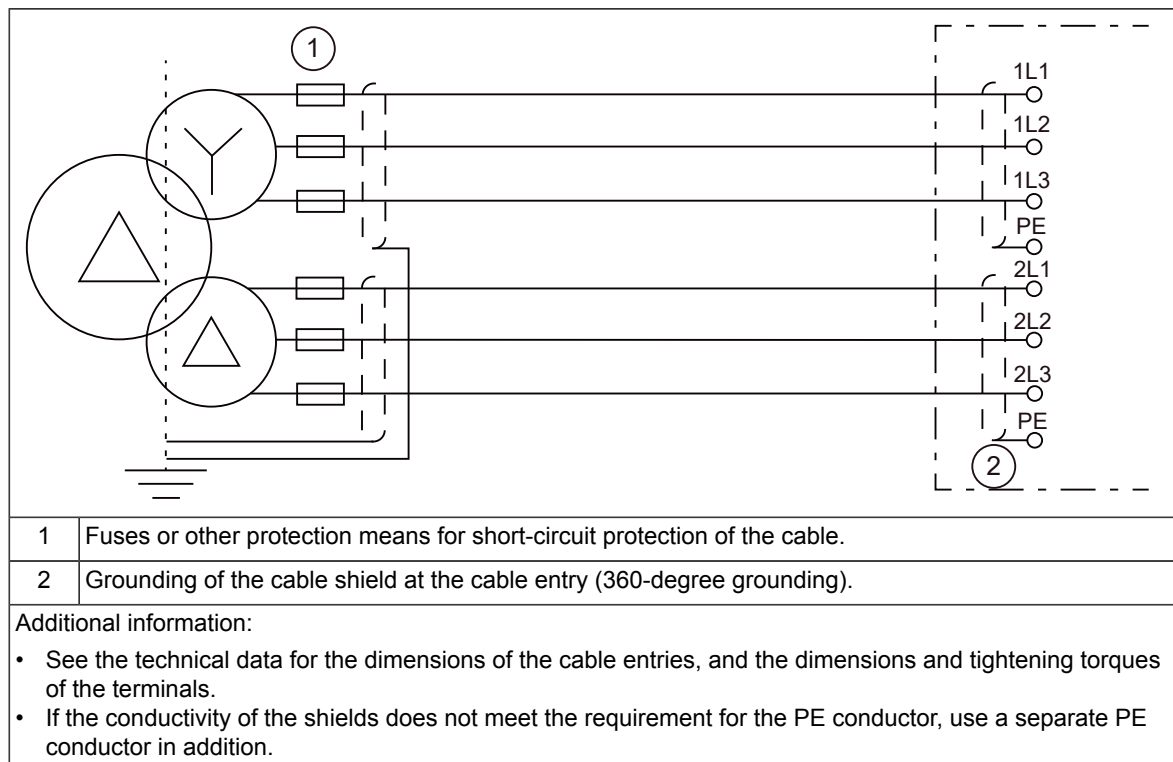 1
1L1
1L2
1L3
PE
2L1
2L2
2L3
PE
2
1 Fuses or other protection means for short-circuit protection of the cable.
2 Grounding of the cable shield at the cable entry (360-degree grounding).
Additional information:
• See the technical data for the dimensions of the cable entries, and the dimensions and tightening torques
of the terminals.
• If the conductivity of the shields does not meet the requirement for the PE conductor, use a separate PE
conductor in addition.